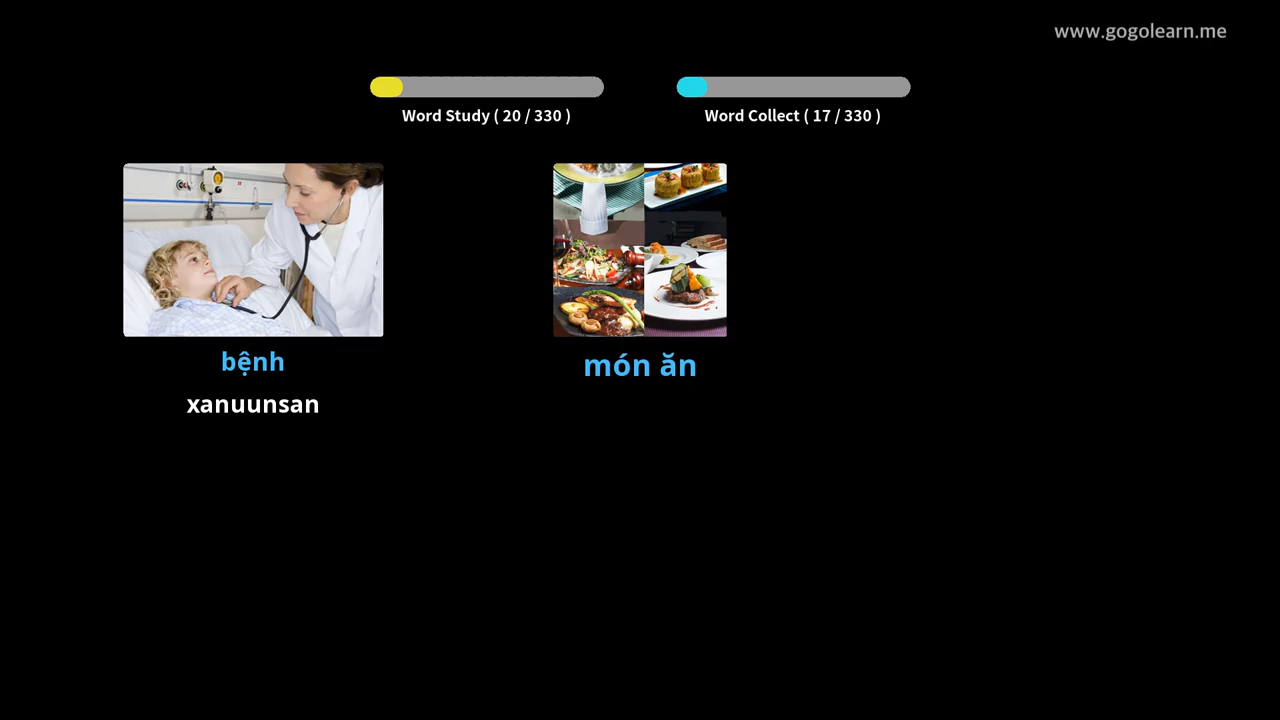 www.gogolearn.me
Word Study ( 20 / 330 )
Word Collect ( 17 / 330 )
bệnh
xanuunsan
món ăn